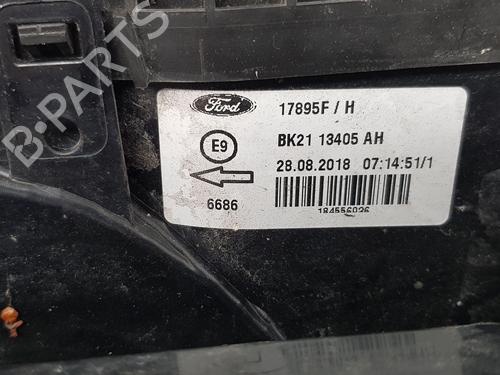 B-PARTS
Ford
17895F / H
E9
BK21 13405 AH
28.08.2018 07:14:51/1
6686
184556026